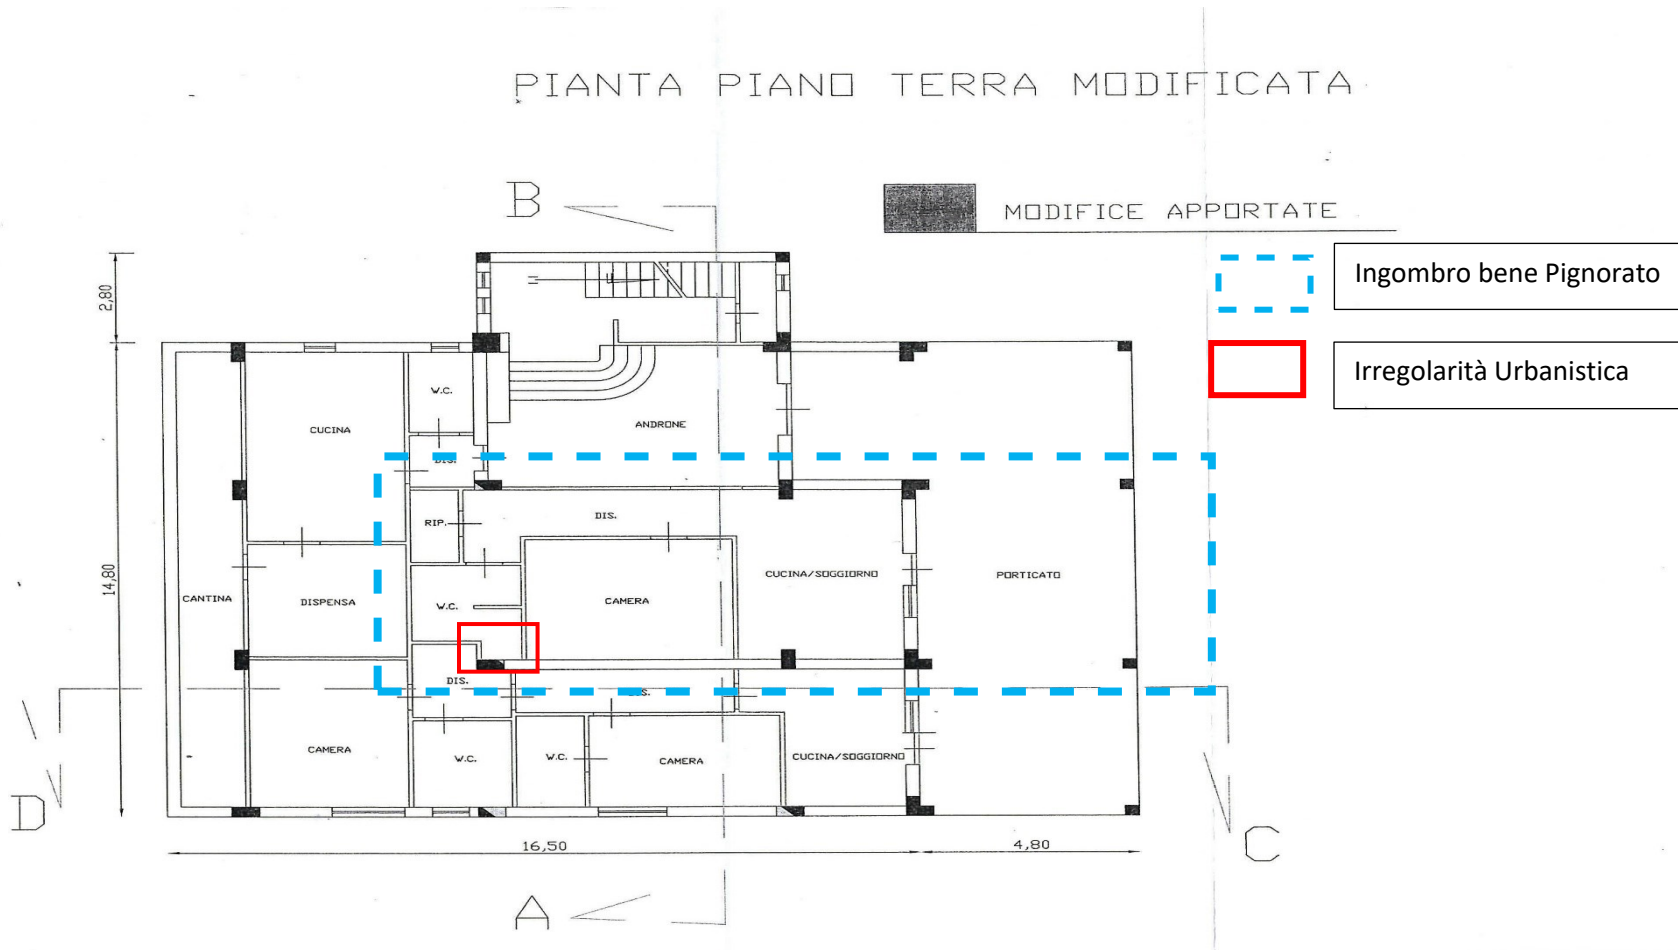 PIANTA PIANO TERRA MODIFICATA
B
MODIFICE APPORTATE
Ingombro bene Pignorato
Irregolarità Urbanistica
2,80
14,80
W.C.
CUCINA
ANDRONE
DIS.
RIP.
DIS.
CUCINA/SOGGIORNO
PORTICATO
CANTINA
DISPENSA
W.C.
CAMERA
DIS.
DIS.
CAMERA
W.C.
W.C.
CAMERA
CUCINA/SOGGIORNO
D
C
16,50
4,80
A